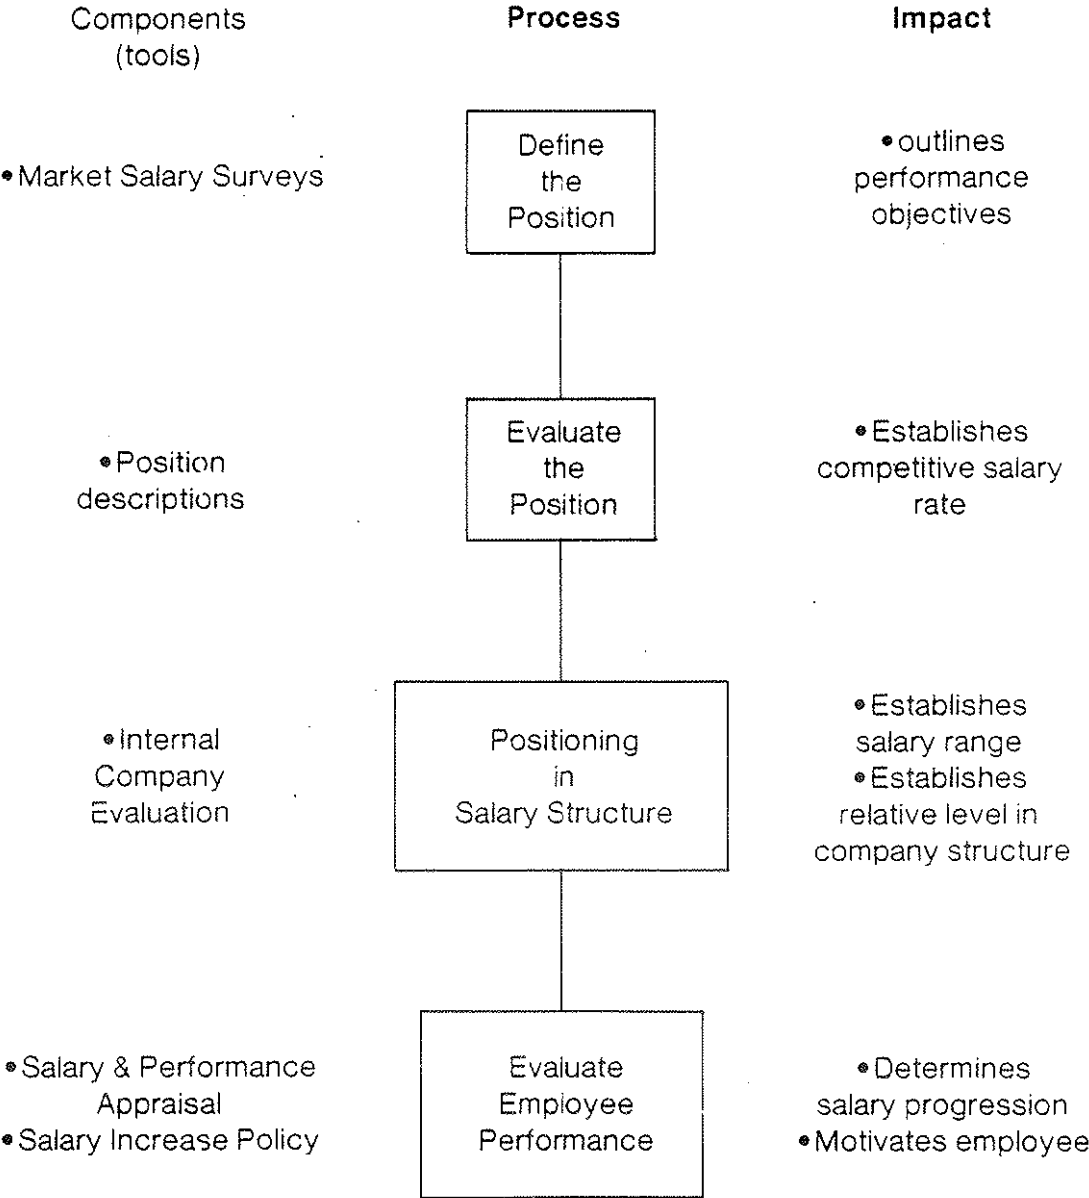 Components
(tools)
Process
Impact
•Market Salary Surveys
Define
the
Position
•outlines
performance
objectives
•Position
descriptions
Evaluate
the
Position
•Establishes
competitive salary
rate
•Internal
Company
Evaluation
Positioning
in
Salary Structure
•Establishes
salary range
•Establishes
relative level in
company structure
•Salary & Performance
Appraisal
•Salary Increase Policy
Evaluate
Employee
Performance
•Determines
salary progression
•Motivates employee